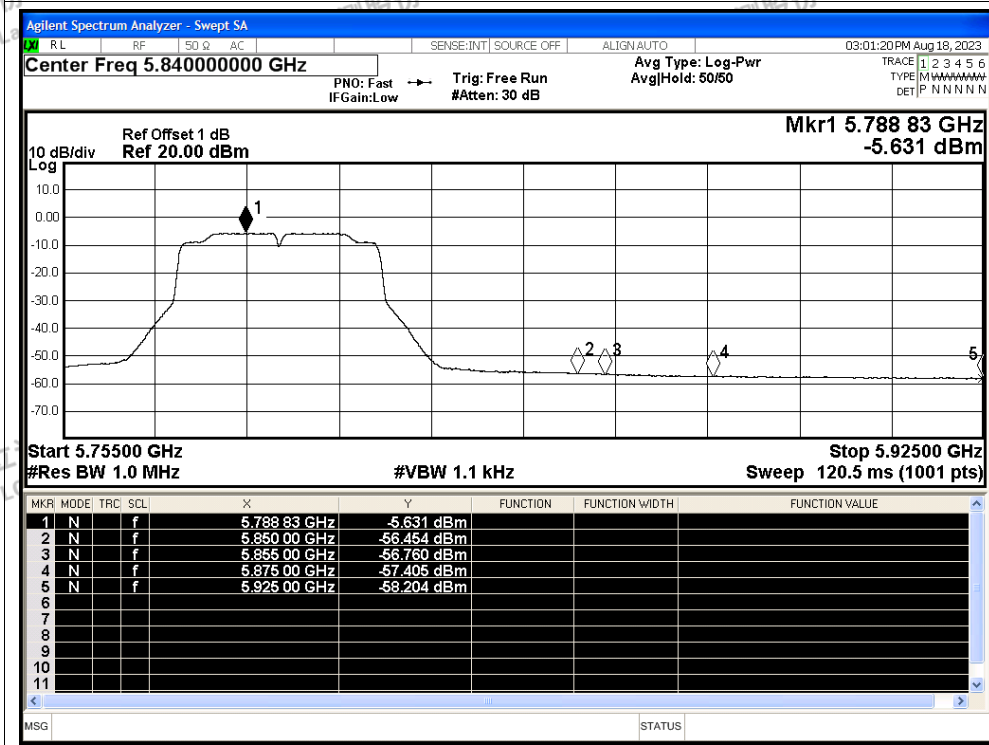 Agilent Spectrum Analyzer - Swept SA
LXI RL RF 50 Ω AC SENSE:INT SOURCE OFF ALIGN AUTO 03:01:20 PM Aug 18, 2023
Center Freq 5.840000000 GHz Avg Type: Log-Pwr TRACE 1 2 3 4 5 6
PNO: Fast Trig: Free Run Avg|Hold: 50/50 TYPE M WWWWW
IFGain:Low #Atten: 30 dB DET P N N N N N
Mkr1 5.788 83 GHz
Ref Offset 1 dB
10 dB/div Ref 20.00 dBm -5.631 dBm
Log
10.0
1
0.00
-10.0
-20.0
-30.0
-40.0
2 3 4 5
-50.0
-60.0
-70.0
Start 5.75500 GHz Stop 5.92500 GHz
#Res BW 1.0 MHz #VBW 1.1 kHz Sweep 120.5 ms (1001 pts)
MKR MODE TRC SCL X Y FUNCTION FUNCTION WIDTH FUNCTION VALUE
1 N f 5.788 83 GHz -5.631 dBm
2 N f 5.850 00 GHz -56.454 dBm
3 N f 5.855 00 GHz -56.760 dBm
4 N f 5.875 00 GHz -57.405 dBm
5 N f 5.925 00 GHz -58.204 dBm
6
7
8
9
10
11
MSG STATUS